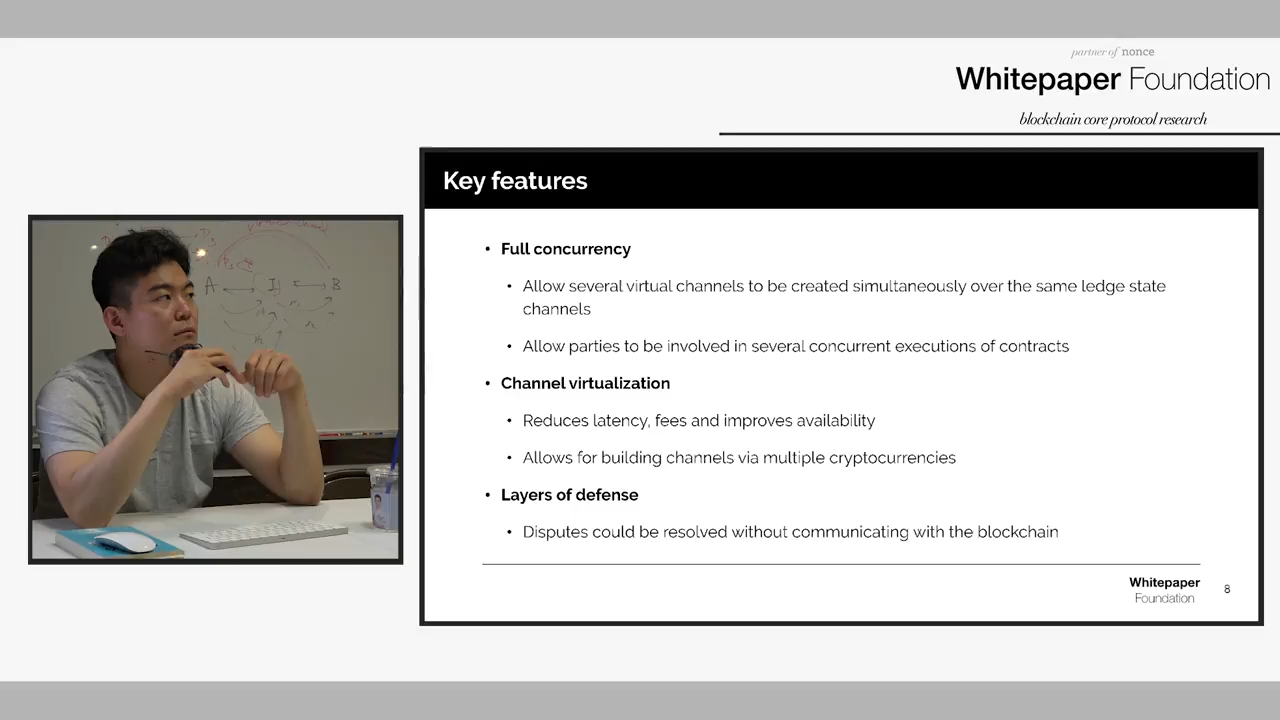 partner of nonce
Whitepaper Foundation
blockchain core protocol research
Key features
• Full concurrency
• Allow several virtual channels to be created simultaneously over the same ledge state
channels
• Allow parties to be involved in several concurrent executions of contracts
• Channel virtualization
• Reduces latency, fees and improves availability
• Allows for building channels via multiple cryptocurrencies
• Layers of defense
• Disputes could be resolved without communicating with the blockchain
Whitepaper
Foundation
8
A
B